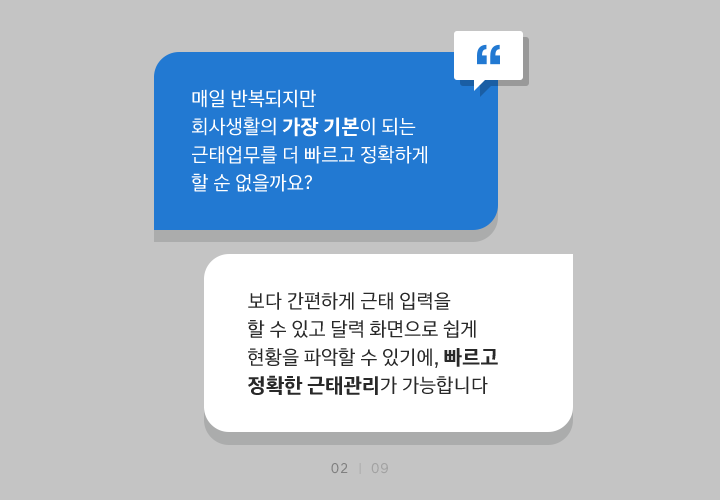 “
매일 반복되지만
회사생활의 가장 기본이 되는
근태업무를 더 빠르고 정확하게
할 순 없을까요?
보다 간편하게 근태 입력을
할 수 있고 달력 화면으로 쉽게
현황을 파악할 수 있기에, 빠르고
정확한 근태관리가 가능합니다
02 | 09